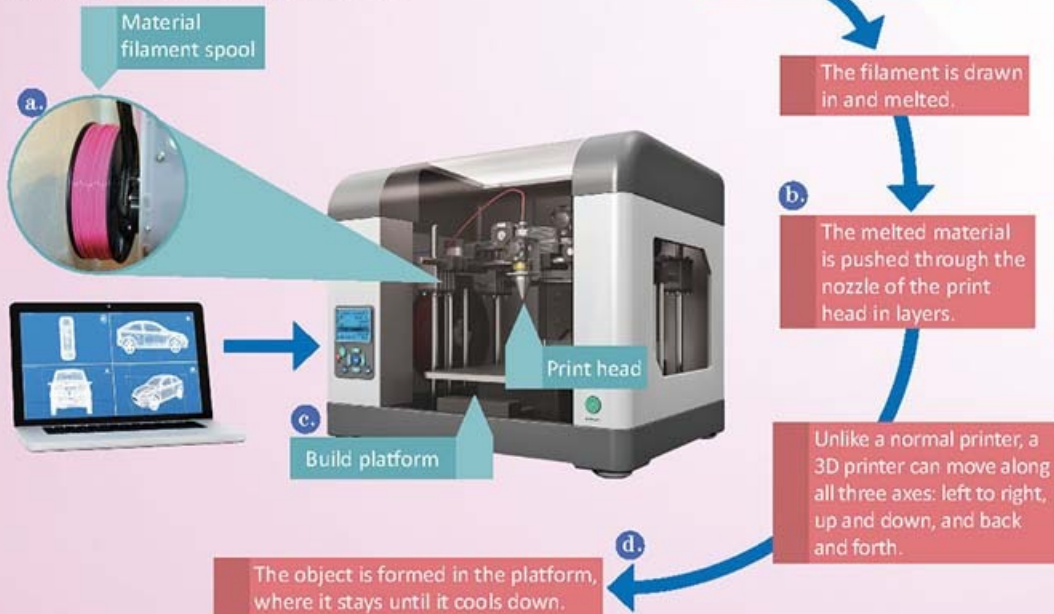 Material
filament spool
a.
The filament is drawn
in and melted.
b.
The melted material
is pushed through the
nozzle of the print
head in layers.
Print head
c.
Build platform
Unlike a normal printer, a
3D printer can move along
all three axes: left to right,
up and down, and back
and forth.
d.
The object is formed in the platform,
where it stays until it cools down.